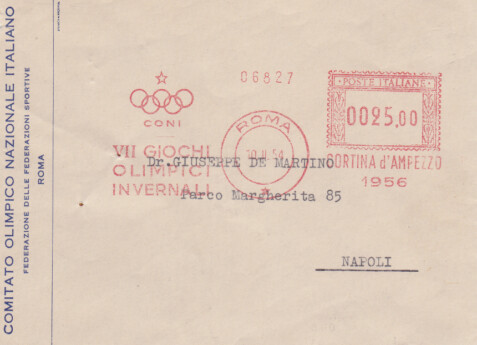 COMITATO OLIMPICO NAZIONALE ITALIANO
FEDERAZIONE DELLE FEDERAZIONI SPORTIVE
ROMA
06827
CONI
VII GIOCHI
OLIMPICI
INVERNALI
ROMA
POSTE ITALIANE
0025,00
CORTINA d'AMPEZZO
1956
Dr.GIUSEPPE DE MARTINO
Parco Margherita 85
NAPOLI